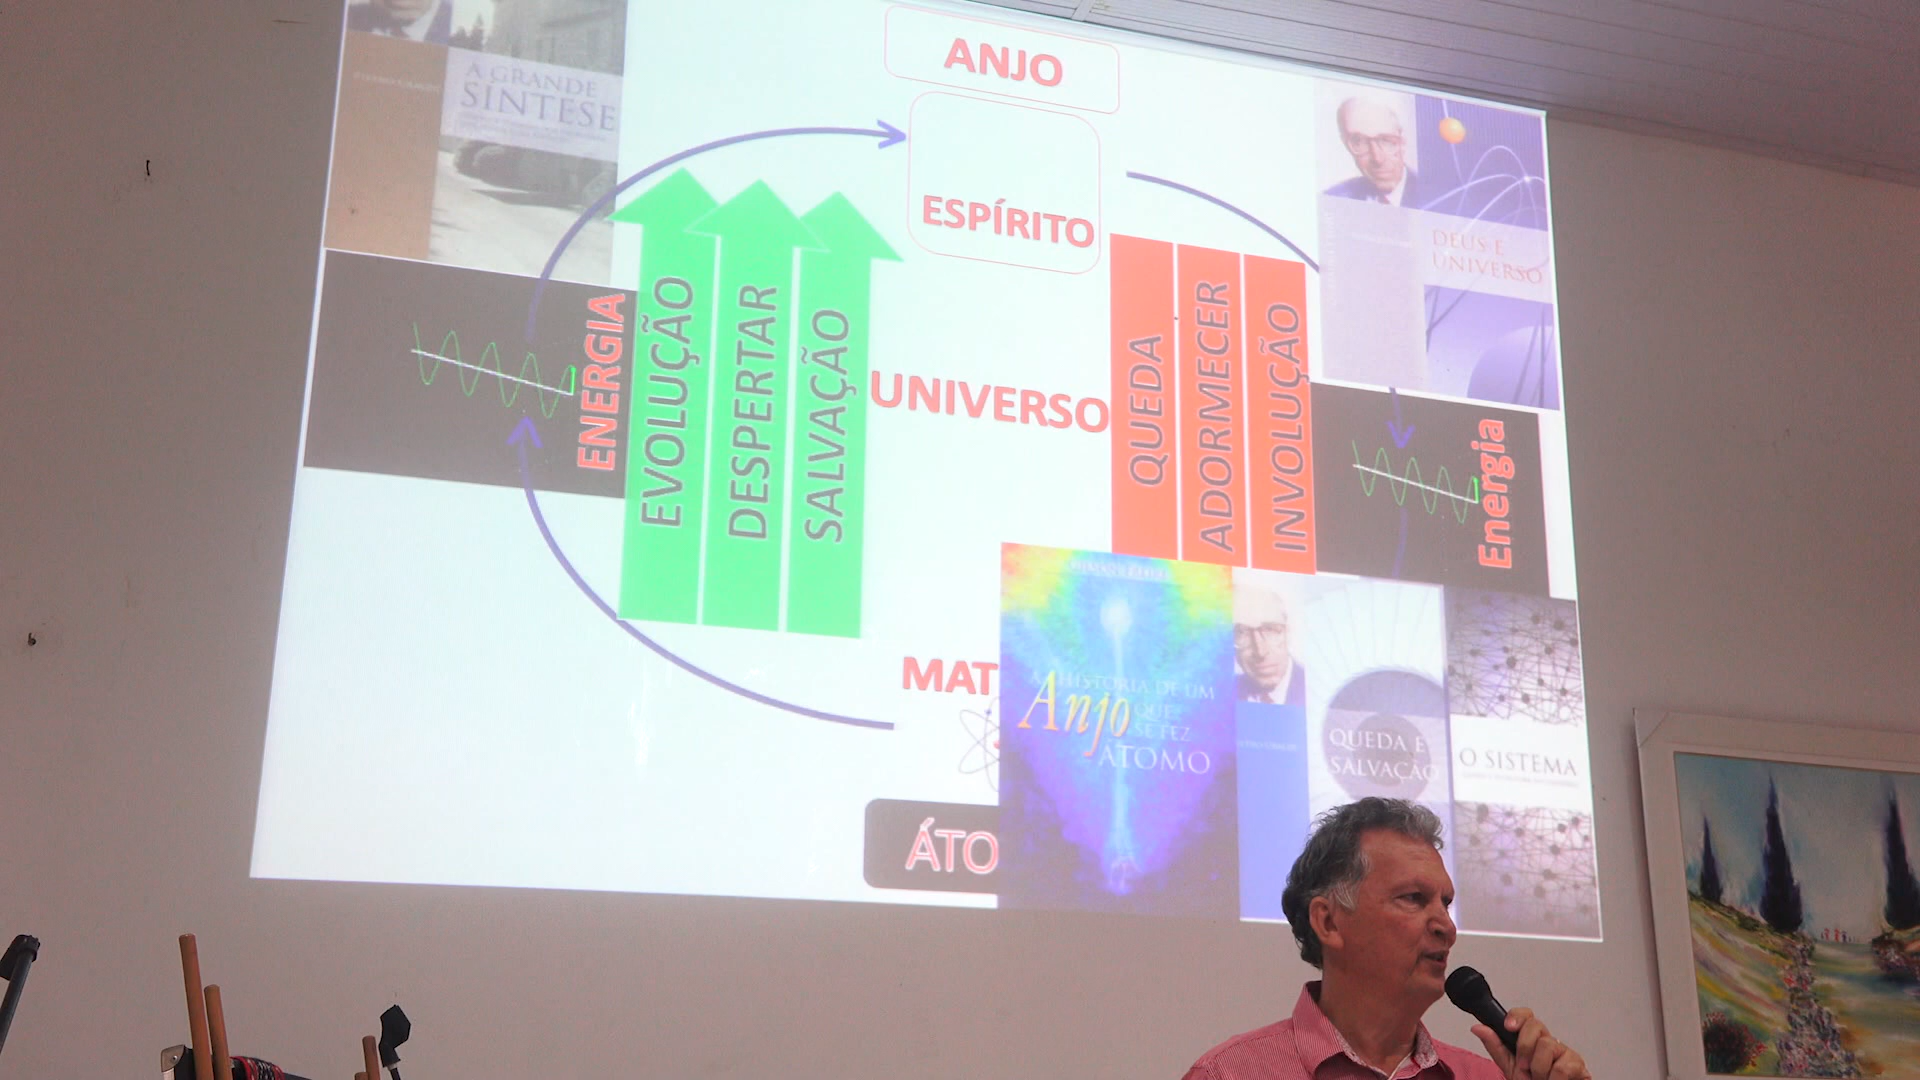 ANJO
ESPÍRITO
A GRANDE
SÍNTESE
ENERGIA
EVOLUÇÃO
DESPERTAR
SALVAÇÃO
UNIVERSO
QUEDA
ADORMECER
INVOLUÇÃO
DEUS E
UNIVERSO
Energia
MAT
ÁTO
A HISTÓRIA DE UM
Anjo
QUE
SE FEZ
ÁTOMO
QUEDA E
SALVAÇÃO
O SISTEMA